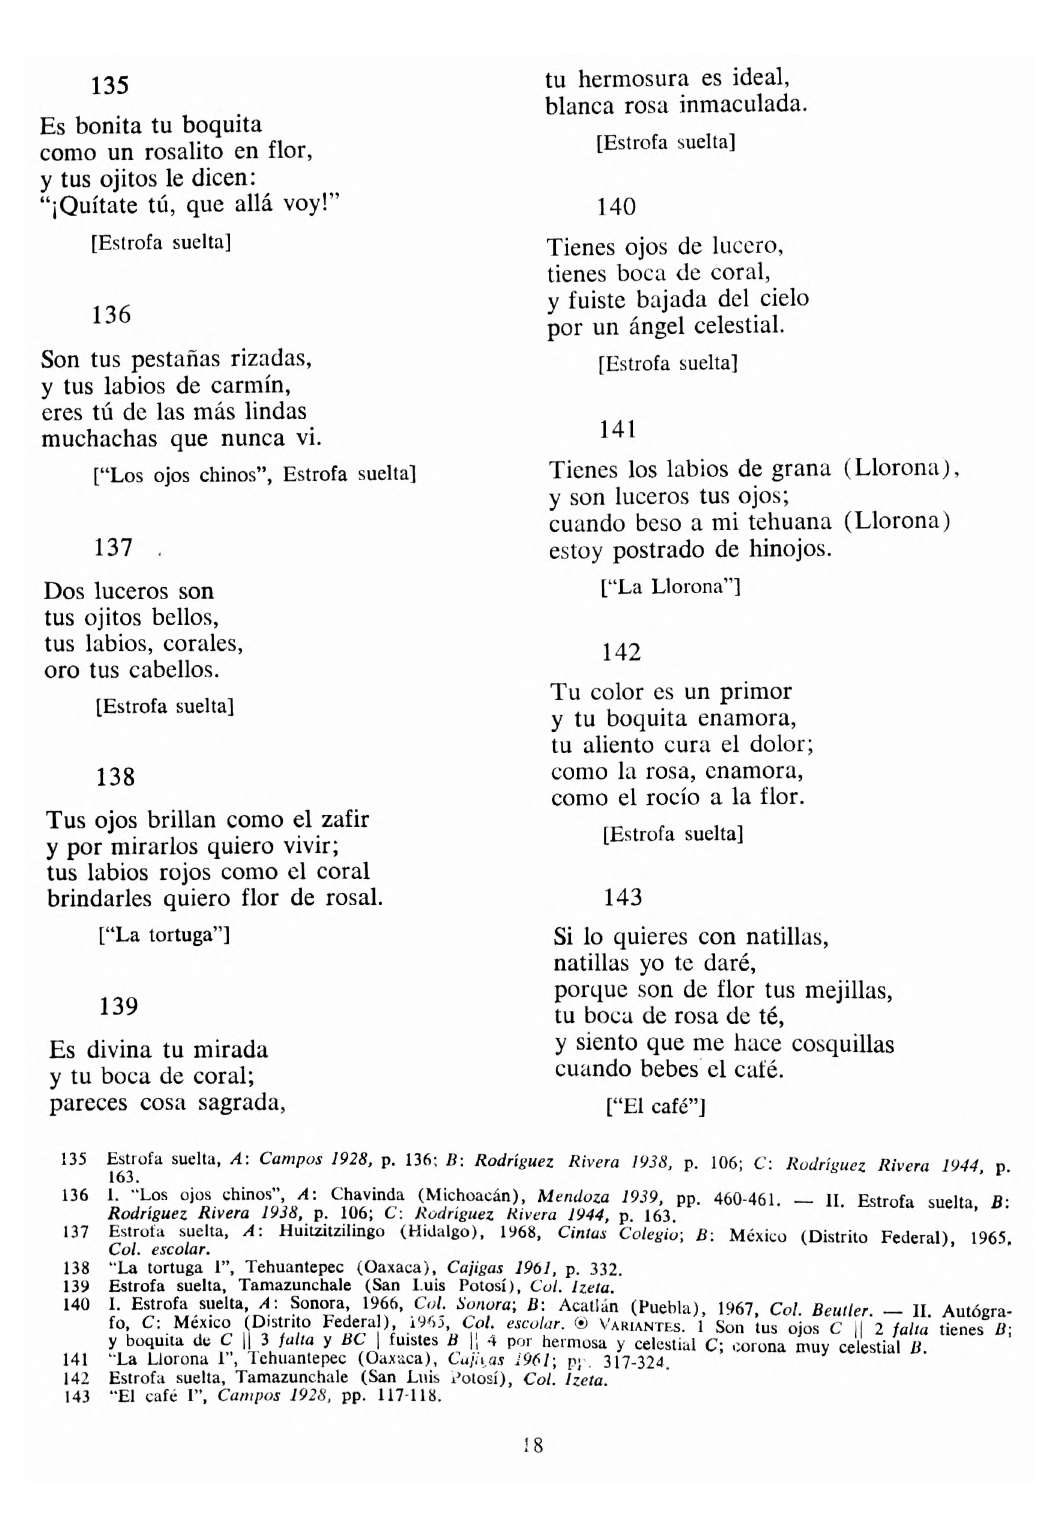 135
Es bonita tu boquita
como un rosalito en flor,
y tus ojitos le dicen:
“¡Quítate tú, que allá voy!”
[Estrofa suelta]
136
Son tus pestañas rizadas,
y tus labios de carmín,
eres tú de las más lindas
muchachas que nunca vi.
[“Los ojos chinos”, Estrofa suelta]
137
Dos luceros son
tus ojitos bellos,
tus labios, corales,
oro tus cabellos.
[Estrofa suelta]
138
Tus ojos brillan como el zafir
y por mirarlos quiero vivir;
tus labios rojos como el coral
brindarles quiero flor de rosal.
[“La tortuga”]
139
Es divina tu mirada
y tu boca de coral;
pareces cosa sagrada,
tu hermosura es ideal,
blanca rosa inmaculada.
[Estrofa suelta]
140
Tienes ojos de lucero,
tienes boca de coral,
y fuiste bajada del cielo
por un ángel celestial.
[Estrofa suelta]
141
Tienes los labios de grana (Llorona),
y son luceros tus ojos;
cuando beso a mi tehuana (Llorona)
estoy postrado de hinojos.
[“La Llorona”]
142
Tu color es un primor
y tu boquita enamora,
tu aliento cura el dolor;
como la rosa, enamora,
como el rocío a la flor.
[Estrofa suelta]
143
Si lo quieres con natillas,
natillas yo te daré,
porque son de flor tus mejillas,
tu boca de rosa de té,
y siento que me hace cosquillas
cuando bebes el café.
[“El café”]
135 Estrofa suelta, A: Campos 1928, p. 136; B: Rodríguez Rivera 1938, p. 106; C: Rodríguez Rivera 1944, p.
163.
136 I. “Los ojos chinos”, A: Chavinda (Michoacán), Mendoza 1939, pp. 460-461. — II. Estrofa suelta, B:
Rodríguez Rivera 1938, p. 106; C: Rodríguez Rivera 1944, p. 163.
137 Estrofa suelta, A: Huitzitzilingo (Hidalgo), 1968, Cintas Colegio; B: México (Distrito Federal), 1965,
Col. escolar.
138 “La tortuga I”, Tehuantepec (Oaxaca), Cajigas 1961, p. 332.
139 Estrofa suelta, Tamazunchale (San Luis Potosí), Col. Izeta.
140 I. Estrofa suelta, A: Sonora, 1966, Col. Sonora; B: Acatlán (Puebla), 1967, Col. Beutler. — II. Autógra-
fo, C: México (Distrito Federal), 1965, Col. escolar. ⊛ VARIANTES. 1 Son tus ojos C || 2 falta tienes B;
y boquita de C || 3 falta y BC | fuistes B || 4 por hermosa y celestial C; corona muy celestial B.
141 “La Llorona I”, Tehuantepec (Oaxaca), Cajigas 1961; pp. 317-324.
142 Estrofa suelta, Tamazunchale (San Luis Potosí), Col. Izeta.
143 “El café I”, Campos 1928, pp. 117-118.
18